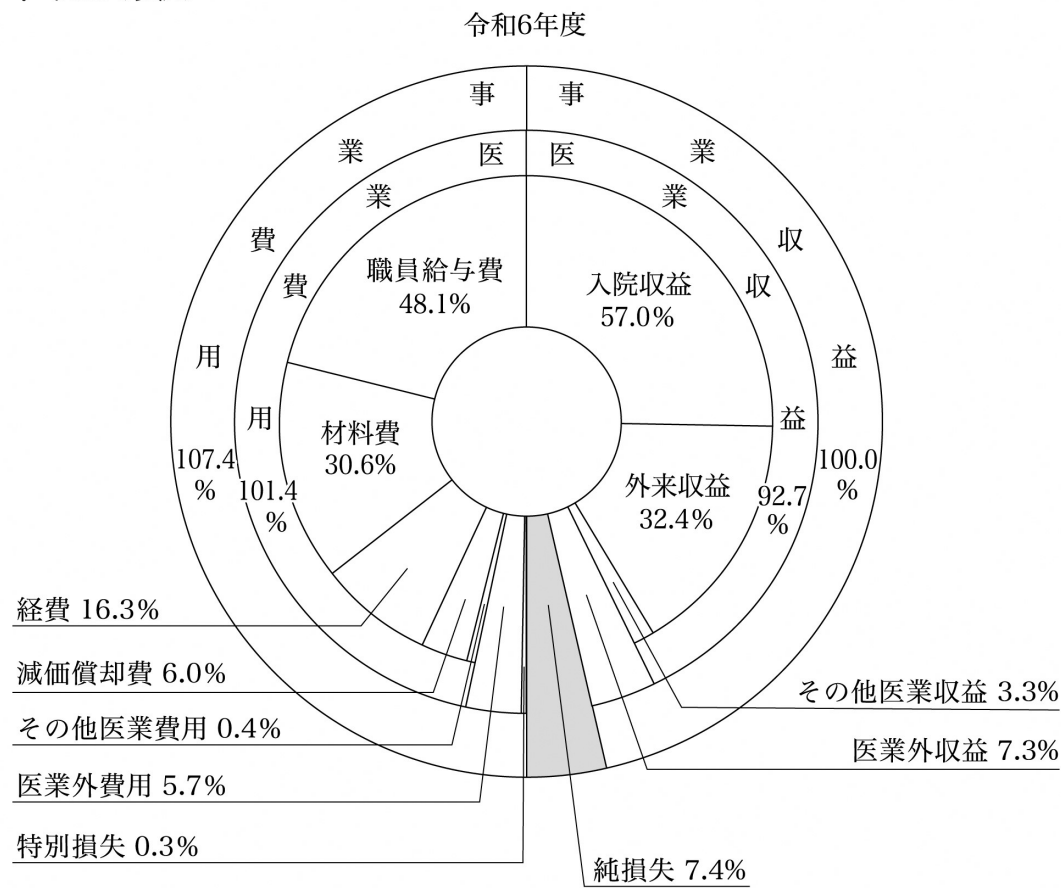 令和6年度
事業費用
107.4
%
事業収益
100.0
%
医業費用
101.4
%
医業収益
92.7
%
職員給与費
48.1%
入院収益
57.0%
材料費
30.6%
外来収益
32.4%
経費 16.3%
減価償却費 6.0%
その他医業費用 0.4%
医業外費用 5.7%
特別損失 0.3%
その他医業収益 3.3%
医業外収益 7.3%
純損失 7.4%